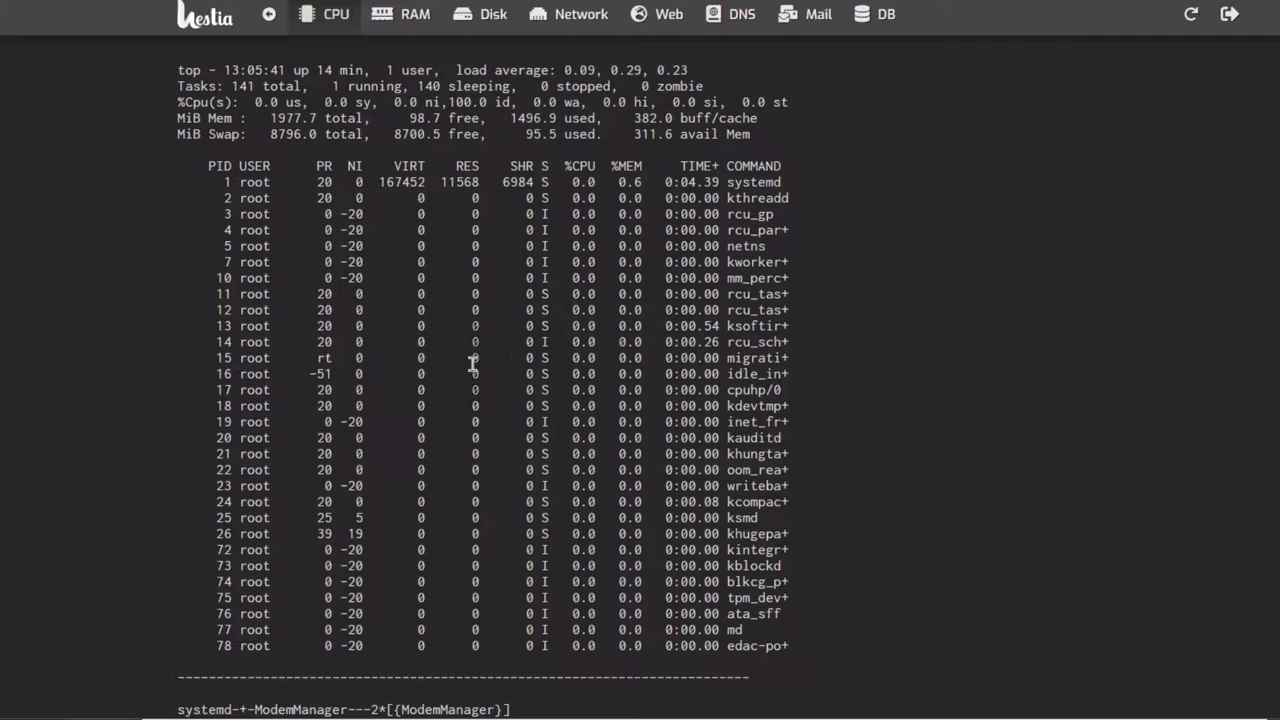 Hestia CPU RAM Disk Network Web DNS Mail DB
top - 13:05:41 up 14 min, 1 user, load average: 0.09, 0.29, 0.23
Tasks: 141 total, 1 running, 140 sleeping, 0 stopped, 0 zombie
%Cpu(s): 0.0 us, 0.0 sy, 0.0 ni,100.0 id, 0.0 wa, 0.0 hi, 0.0 si, 0.0 st
MiB Mem : 1977.7 total, 98.7 free, 1496.9 used, 382.0 buff/cache
MiB Swap: 8796.0 total, 8700.5 free, 95.5 used. 311.6 avail Mem
PID USER PR NI VIRT RES SHR S %CPU %MEM TIME+ COMMAND
1 root 20 0 167452 11568 6984 S 0.0 0.6 0:04.39 systemd
2 root 20 0 0 0 0 S 0.0 0.0 0:00.00 kthreadd
3 root 0 -20 0 0 0 I 0.0 0.0 0:00.00 rcu_gp
4 root 0 -20 0 0 0 I 0.0 0.0 0:00.00 rcu_par+
5 root 0 -20 0 0 0 I 0.0 0.0 0:00.00 netns
7 root 0 -20 0 0 0 I 0.0 0.0 0:00.00 kworker+
10 root 0 -20 0 0 0 I 0.0 0.0 0:00.00 mm_perc+
11 root 20 0 0 0 0 S 0.0 0.0 0:00.00 rcu_tas+
12 root 20 0 0 0 0 S 0.0 0.0 0:00.00 rcu_tas+
13 root 20 0 0 0 0 S 0.0 0.0 0:00.54 ksoftir+
14 root 20 0 0 0 0 I 0.0 0.0 0:00.26 rcu_sch+
15 root rt 0 0 0 0 S 0.0 0.0 0:00.00 migrati+
16 root -51 0 0 0 0 S 0.0 0.0 0:00.00 idle_in+
17 root 20 0 0 0 0 S 0.0 0.0 0:00.00 cpuhp/0
18 root 20 0 0 0 0 S 0.0 0.0 0:00.00 kdevtmp+
19 root 0 -20 0 0 0 I 0.0 0.0 0:00.00 inet_fr+
20 root 20 0 0 0 0 S 0.0 0.0 0:00.00 kauditd
21 root 20 0 0 0 0 S 0.0 0.0 0:00.00 khungta+
22 root 20 0 0 0 0 S 0.0 0.0 0:00.00 oom_rea+
23 root 0 -20 0 0 0 I 0.0 0.0 0:00.00 writeba+
24 root 20 0 0 0 0 S 0.0 0.0 0:00.08 kcompac+
25 root 25 5 0 0 0 S 0.0 0.0 0:00.00 ksmd
26 root 39 19 0 0 0 S 0.0 0.0 0:00.00 khugepa+
72 root 0 -20 0 0 0 I 0.0 0.0 0:00.00 kintegr+
73 root 0 -20 0 0 0 I 0.0 0.0 0:00.00 kblockd
74 root 0 -20 0 0 0 I 0.0 0.0 0:00.00 blkcg_p+
75 root 0 -20 0 0 0 I 0.0 0.0 0:00.00 tpm_dev+
76 root 0 -20 0 0 0 I 0.0 0.0 0:00.00 ata_sff
77 root 0 -20 0 0 0 I 0.0 0.0 0:00.00 md
78 root 0 -20 0 0 0 I 0.0 0.0 0:00.00 edac-po+
--------------------------------------------------------------------------
systemd-+-ModemManager---2*[{ModemManager}]